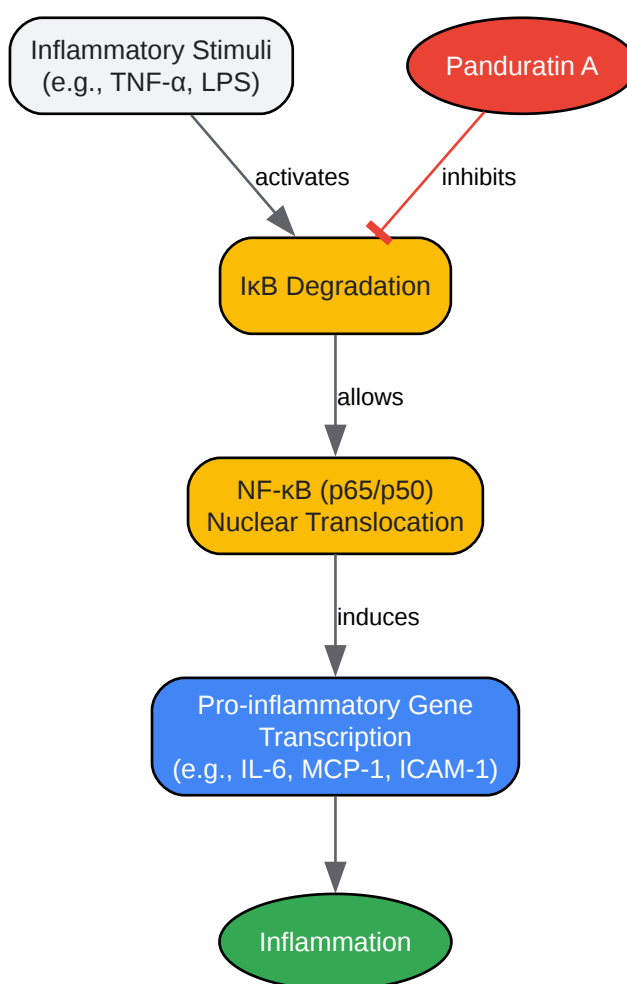 Inflammatory Stimuli
(e.g., TNF-α, LPS)
Panduratin A
activates
inhibits
IκB Degradation
allows
NF-κB (p65/p50)
Nuclear Translocation
induces
Pro-inflammatory Gene
Transcription
(e.g., IL-6, MCP-1, ICAM-1)
Inflammation